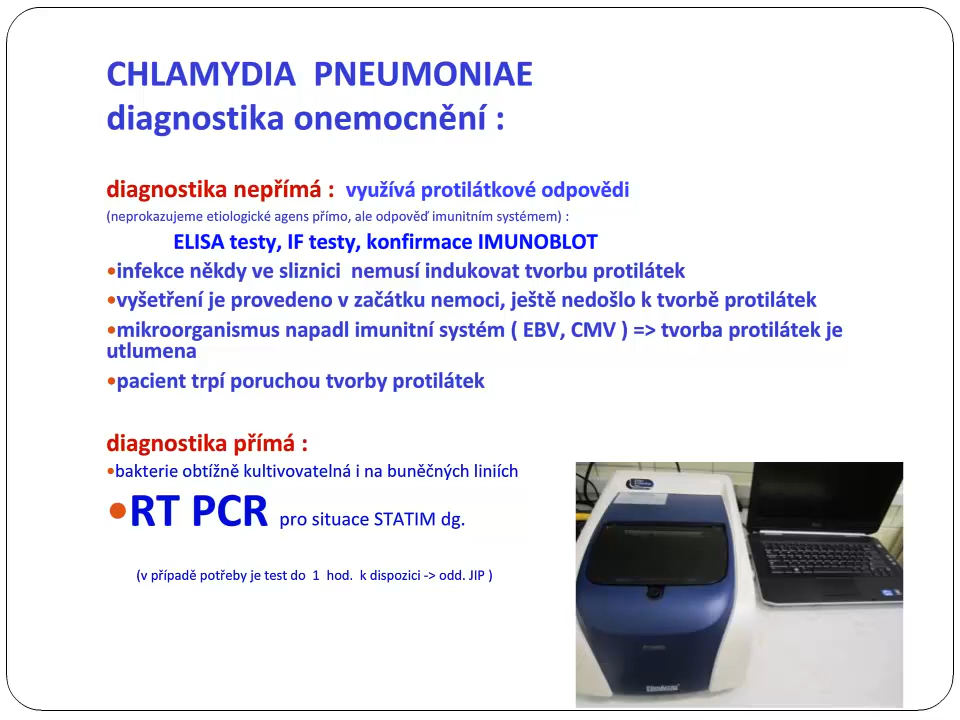 CHLAMYDIA PNEUMONIAE
diagnostika onemocnění :
diagnostika nepřímá : využívá protilátkové odpovědi
(neprokazujeme etiologické agens přímo, ale odpověď imunitním systémem) :
ELISA testy, IF testy, konfirmace IMUNOBLOT
•infekce někdy ve sliznici nemusí indukovat tvorbu protilátek
•vyšetření je provedeno v začátku nemoci, ještě nedošlo k tvorbě protilátek
•mikroorganismus napadl imunitní systém ( EBV, CMV ) => tvorba protilátek je
utlumena
•pacient trpí poruchou tvorby protilátek
diagnostika přímá :
•bakterie obtížně kultivovatelná i na buněčných liniích
•RT PCR pro situace STATIM dg.
(v případě potřeby je test do 1 hod. k dispozici -> odd. JIP )